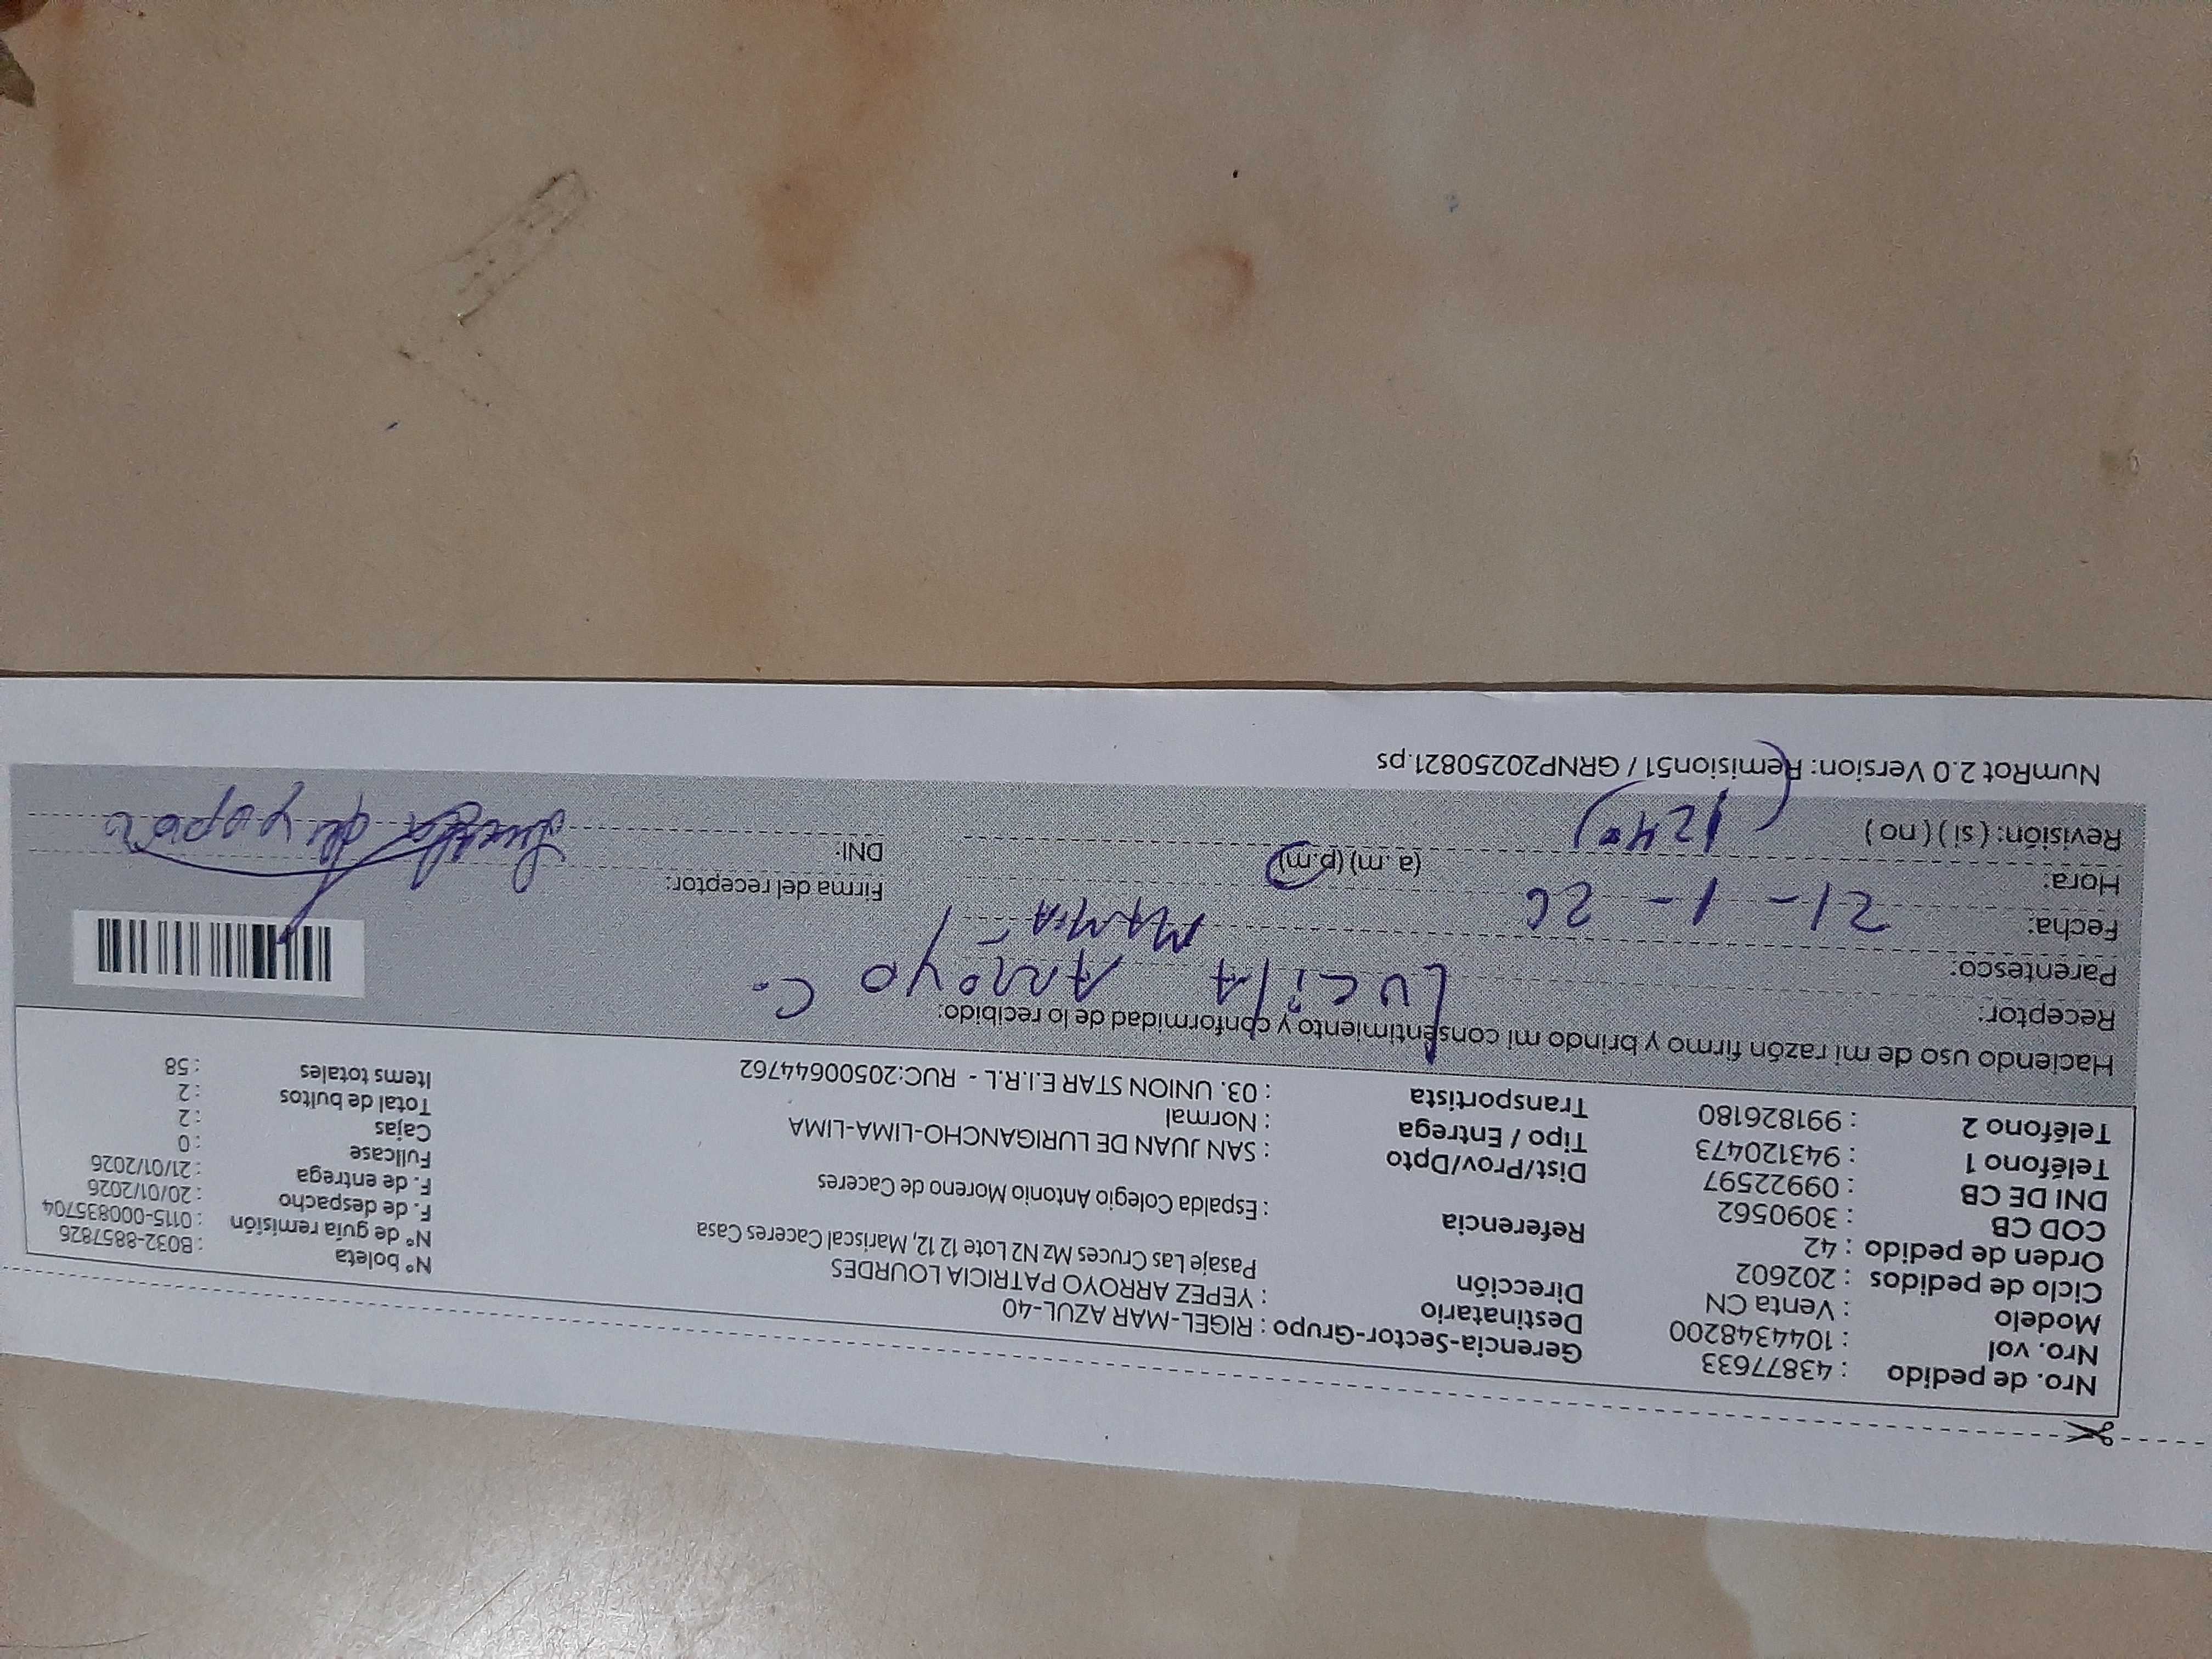 Nro. de pedido : 43877633
Nro. vol : 1044348200
Modelo : Venta CN
Ciclo de pedidos : 202602
Orden de pedido : 42
COD CB : 3090562
DNI DE CB : 09922597
Teléfono 1 : 943120473
Teléfono 2 : 991826180
Gerencia-Sector-Grupo : RIGEL-MAR AZUL-40
Destinatario : YEPEZ ARROYO PATRICIA LOURDES
Dirección Pasaje Las Cruces Mz N2 Lote 12 12, Mariscal Caceres Casa
Referencia : Espalda Colegio Antonio Moreno de Caceres
Dist/Prov/Dpto : SAN JUAN DE LURIGANCHO-LIMA-LIMA
Tipo / Entrega : Normal
Transportista : 03. UNION STAR E.I.R.L - RUC:20500644762
N° boleta : B032-8857826
N° de guía remisión : 0115-000835704
F. de despacho : 20/01/2026
F. de entrega : 21/01/2026
Fullcase : 0
Cajas : 2
Total de bultos : 2
Items totales : 58
Haciendo uso de mi razón firmo y brindo mi consentimiento y conformidad de lo recibido:
Receptor: Lucila Arroyo C.
Parentesco: MAMÁ
Fecha: 21-1-26
Hora: (a. m) (p.m)
Revisión: ( si ) ( no ) 124
Firma del receptor:
DNI:
NumRot 2.0 Version: Remision51 / GRNP20250821.ps